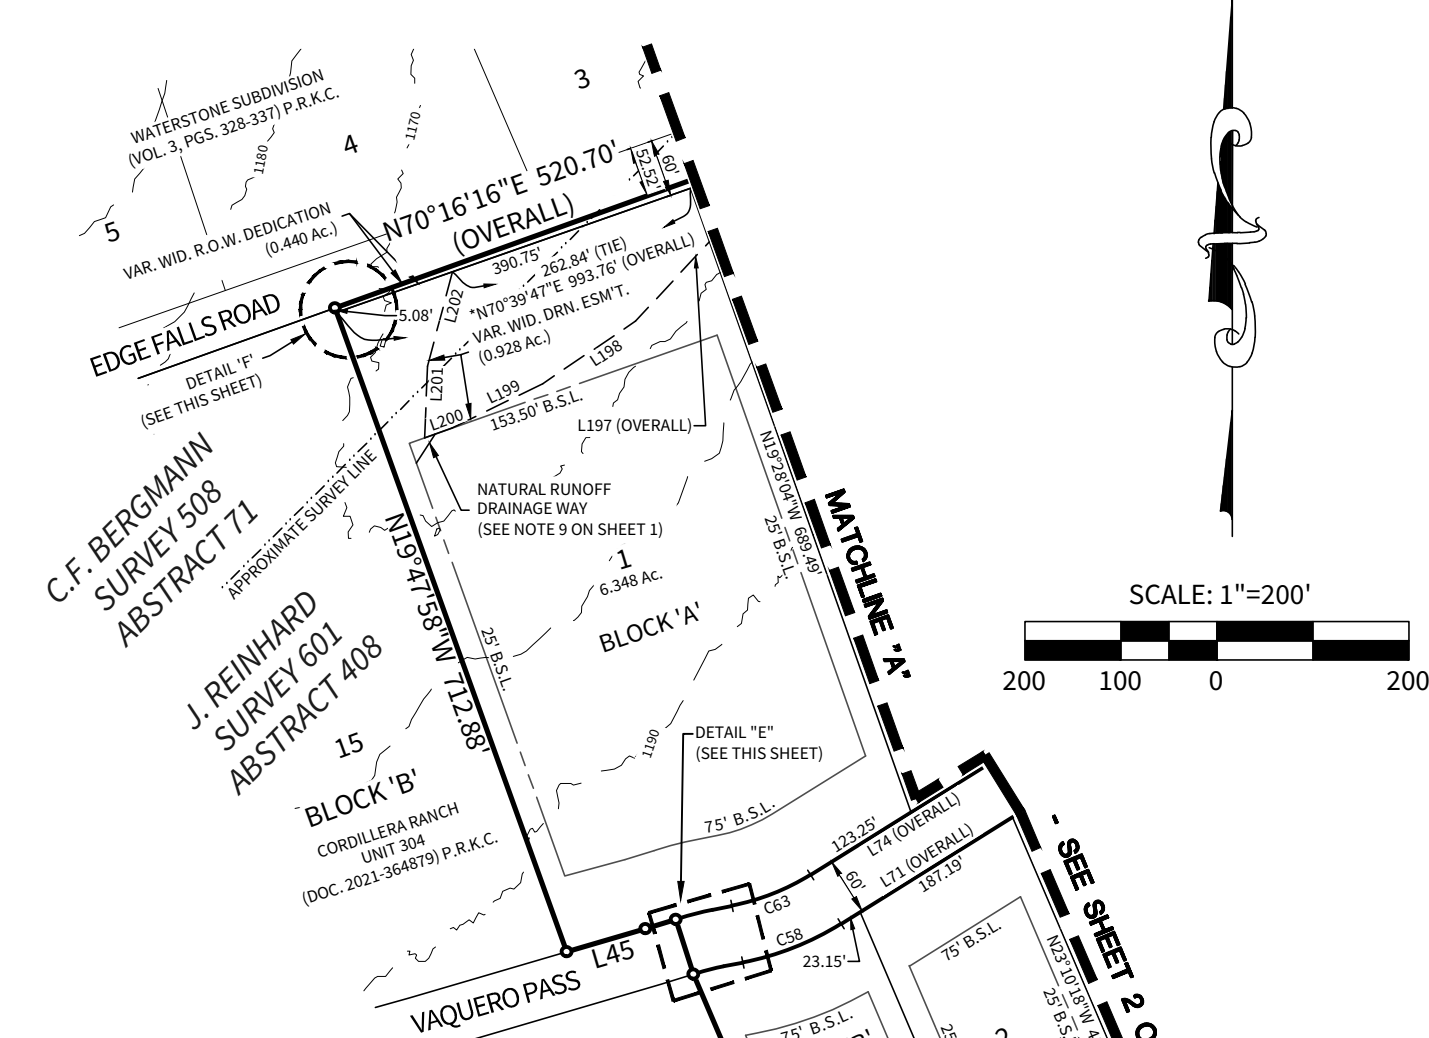 3
WATERSTONE SUBDIVISION
(VOL. 3, PGS. 328-337) P.R.K.C.
1180
4
1170
5
VAR. WID. R.O.W. DEDICATION
(0.440 Ac.)
N70°16'16"E 520.70'
(OVERALL)
52.52'
60'
390.75'
262.84' (TIE)
*N70°39'47"E 993.76' (OVERALL)
VAR. WID. DRN. ESM'T.
(0.928 Ac.)
L202
5.08'
EDGE FALLS ROAD
DETAIL 'F'
(SEE THIS SHEET)
L201
L200
L199
L198
153.50' B.S.L.
L197 (OVERALL)
C.F. BERGMANN
SURVEY 508
ABSTRACT 71
APPROXIMATE SURVEY LINE
NATURAL RUNOFF
DRAINAGE WAY
(SEE NOTE 9 ON SHEET 1)
N19°28'04"W 689.49'
25' B.S.L.
MATCHLINE "A"
1
6.348 Ac.
BLOCK 'A'
N19°47'58"W 712.88'
25' B.S.L.
SCALE: 1"=200'
200 100 0 200
J. REINHARD
SURVEY 601
ABSTRACT 408
15
BLOCK 'B'
CORDILLERA RANCH
UNIT 304
(DOC. 2021-364879) P.R.K.C.
1190
DETAIL "E"
(SEE THIS SHEET)
75' B.S.L.
123.25'
L74 (OVERALL)
L71 (OVERALL)
187.19'
60'
C63
C58
23.15'
L45
VAQUERO PASS
- SEE SHEET 2 O
75' B.S.L.
N23°10'18"W 4
25' B.S.
75' B.S.L.
25'
2